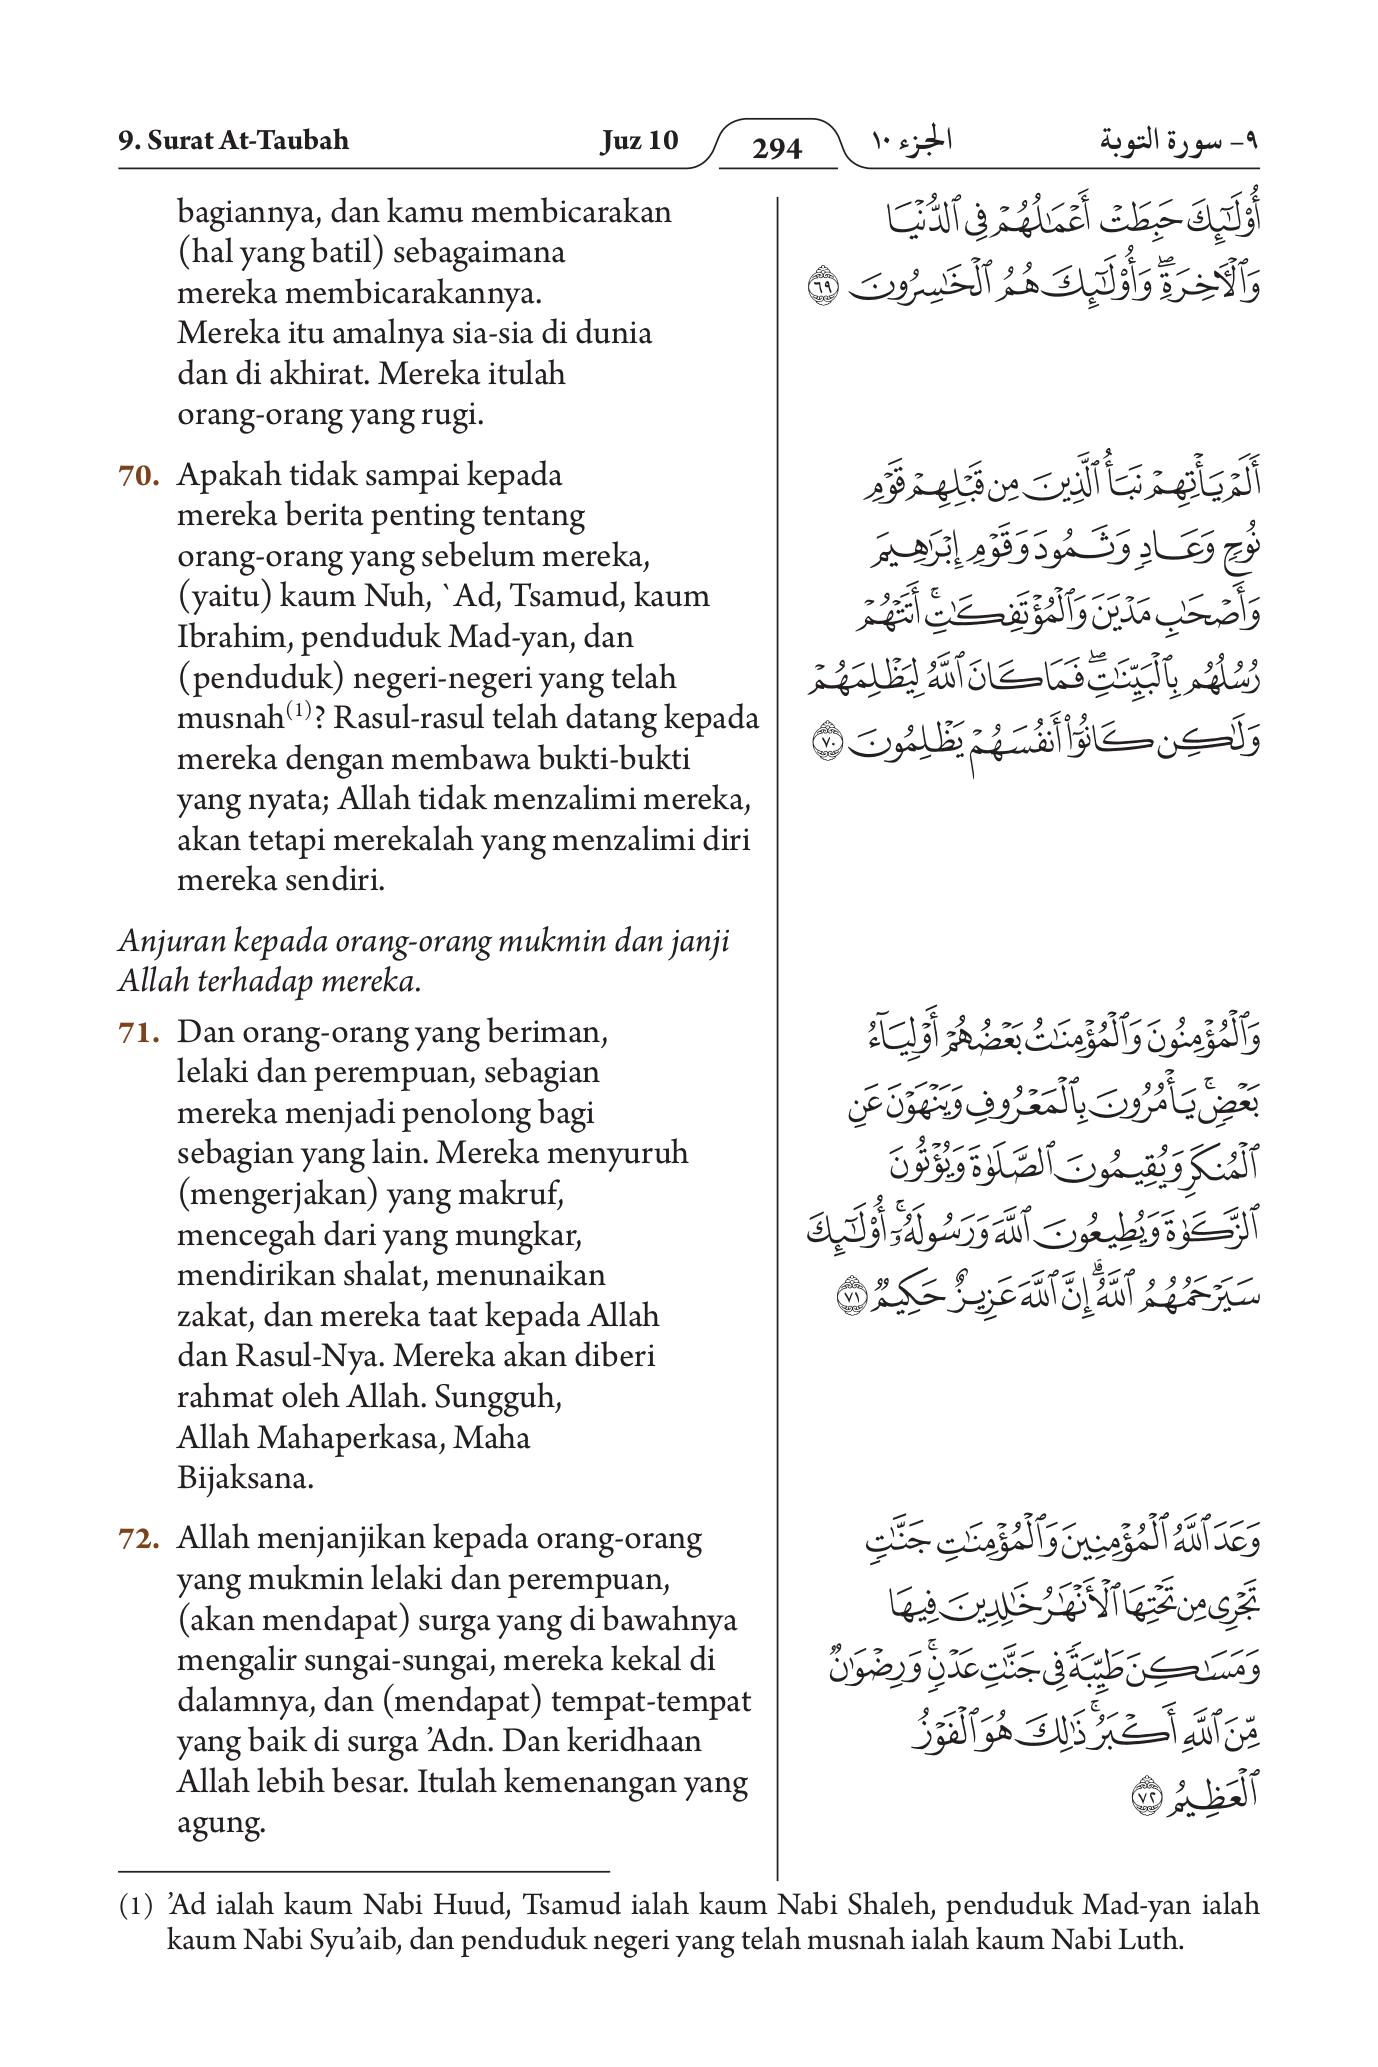 9. Surat At-Taubah
Juz 10
294
الجزء ١٠
٩- سورة التوبة
bagiannya, dan kamu membicarakan
(hal yang batil) sebagaimana
mereka membicarakannya.
Mereka itu amalnya sia-sia di dunia
dan di akhirat. Mereka itulah
orang-orang yang rugi.
70. Apakah tidak sampai kepada
mereka berita penting tentang
orang-orang yang sebelum mereka,
(yaitu) kaum Nuh, `Ad, Tsamud, kaum
Ibrahim, penduduk Mad-yan, dan
(penduduk) negeri-negeri yang telah
musnah(1)? Rasul-rasul telah datang kepada
mereka dengan membawa bukti-bukti
yang nyata; Allah tidak menzalimi mereka,
akan tetapi merekalah yang menzalimi diri
mereka sendiri.
Anjuran kepada orang-orang mukmin dan janji
Allah terhadap mereka.
71. Dan orang-orang yang beriman,
lelaki dan perempuan, sebagian
mereka menjadi penolong bagi
sebagian yang lain. Mereka menyuruh
(mengerjakan) yang makruf,
mencegah dari yang mungkar,
mendirikan shalat, menunaikan
zakat, dan mereka taat kepada Allah
dan Rasul-Nya. Mereka akan diberi
rahmat oleh Allah. Sungguh,
Allah Mahaperkasa, Maha
Bijaksana.
72. Allah menjanjikan kepada orang-orang
yang mukmin lelaki dan perempuan,
(akan mendapat) surga yang di bawahnya
mengalir sungai-sungai, mereka kekal di
dalamnya, dan (mendapat) tempat-tempat
yang baik di surga ’Adn. Dan keridhaan
Allah lebih besar. Itulah kemenangan yang
agung.
أُوْلَٰٓئِكَ حَبِطَتۡ أَعۡمَٰلُهُمۡ فِي ٱلدُّنۡيَا
وَٱلۡأٓخِرَةِۖ وَأُوْلَٰٓئِكَ هُمُ ٱلۡخَٰسِرُونَ ٦٩
أَلَمۡ يَأۡتِهِمۡ نَبَأُ ٱلَّذِينَ مِن قَبۡلِهِمۡ قَوۡمِ
نُوحٖ وَعَادٖ وَثَمُودَ وَقَوۡمِ إِبۡرَٰهِيمَ
وَأَصۡحَٰبِ مَدۡيَنَ وَٱلۡمُؤۡتَفِكَٰتِۚ أَتَتۡهُمۡ
رُسُلُهُم بِٱلۡبَيِّنَٰتِۖ فَمَا كَانَ ٱللَّهُ لِيَظۡلِمَهُمۡ
وَلَٰكِن كَانُوٓاْ أَنفُسَهُمۡ يَظۡلِمُونَ ٧٠
وَٱلۡمُؤۡمِنُونَ وَٱلۡمُؤۡمِنَٰتُ بَعۡضُهُمۡ أَوۡلِيَآءُ
بَعۡضٖۚ يَأۡمُرُونَ بِٱلۡمَعۡرُوفِ وَيَنۡهَوۡنَ عَنِ
ٱلۡمُنكَرِ وَيُقِيمُونَ ٱلصَّلَوٰةَ وَيُؤۡتُونَ
ٱلزَّكَوٰةَ وَيُطِيعُونَ ٱللَّهَ وَرَسُولَهُۥٓۚ أُوْلَٰٓئِكَ
سَيَرۡحَمُهُمُ ٱللَّهُۗ إِنَّ ٱللَّهَ عَزِيزٌ حَكِيمٞ ٧١
وَعَدَ ٱللَّهُ ٱلۡمُؤۡمِنِينَ وَٱلۡمُؤۡمِنَٰتِ جَنَّٰتٖ
تَجۡرِي مِن تَحۡتِهَا ٱلۡأَنۡهَٰرُ خَٰلِدِينَ فِيهَا
وَمَسَٰكِنَ طَيِّبَةٗ فِي جَنَّٰتِ عَدۡنٖۚ وَرِضۡوَٰنٞ
مِّنَ ٱللَّهِ أَكۡبَرُۚ ذَٰلِكَ هُوَ ٱلۡفَوۡزُ
ٱلۡعَظِيمُ ٧٢
(1) ’Ad ialah kaum Nabi Huud, Tsamud ialah kaum Nabi Shaleh, penduduk Mad-yan ialah
kaum Nabi Syu’aib, dan penduduk negeri yang telah musnah ialah kaum Nabi Luth.